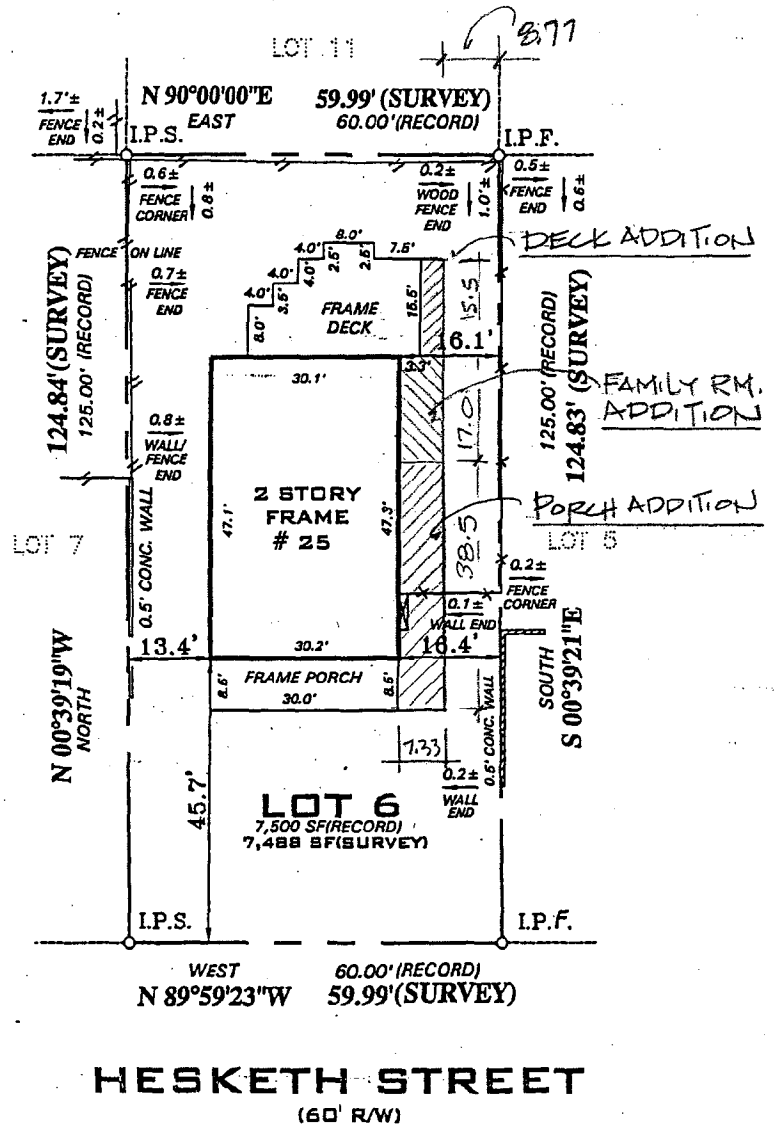 8.77
LOT 11
N 90°00'00"E 59.99' (SURVEY)
EAST 60.00' (RECORD)
1.7'±
FENCE
END
0.2±
I.P.S.
I.P.F.
0.6±
FENCE
CORNER
0.8±
0.2±
WOOD
FENCE
END
1.0'±
0.5±
FENCE
END
0.6±
DECK ADDITION
FENCE ON LINE
0.7±
FENCE
END
8.0'
4.0'
7.5'
4.0'
2.5'
2.5'
4.0'
3.5'
4.0'
8.0'
FRAME
DECK
15.5'
15.5
16.1'
3.3'
30.1'
124.84' (SURVEY)
125.00' (RECORD)
125.00' (RECORD)
124.83' (SURVEY)
FAMILY RM.
ADDITION
17.0
0.8±
WALL/
FENCE
END
2 STORY
FRAME
# 25
47.1'
47.3'
PORCH ADDITION
38.5
LOT 7
LOT 5
0.5' CONC. WALL
0.2±
FENCE
CORNER
0.1±
WALL END
13.4'
30.2'
16.4'
FRAME PORCH
30.0'
8.6'
8.6'
N 00°39'19"W
NORTH
SOUTH
S 00°39'21"E
0.5' CONC. WALL
7.33
0.2±
WALL
END
45.7'
LOT 6
7,500 SF(RECORD)
7,488 SF(SURVEY)
I.P.S.
I.P.F.
WEST 60.00' (RECORD)
N 89°59'23"W 59.99' (SURVEY)
HESKETH STREET
(60' R/W)